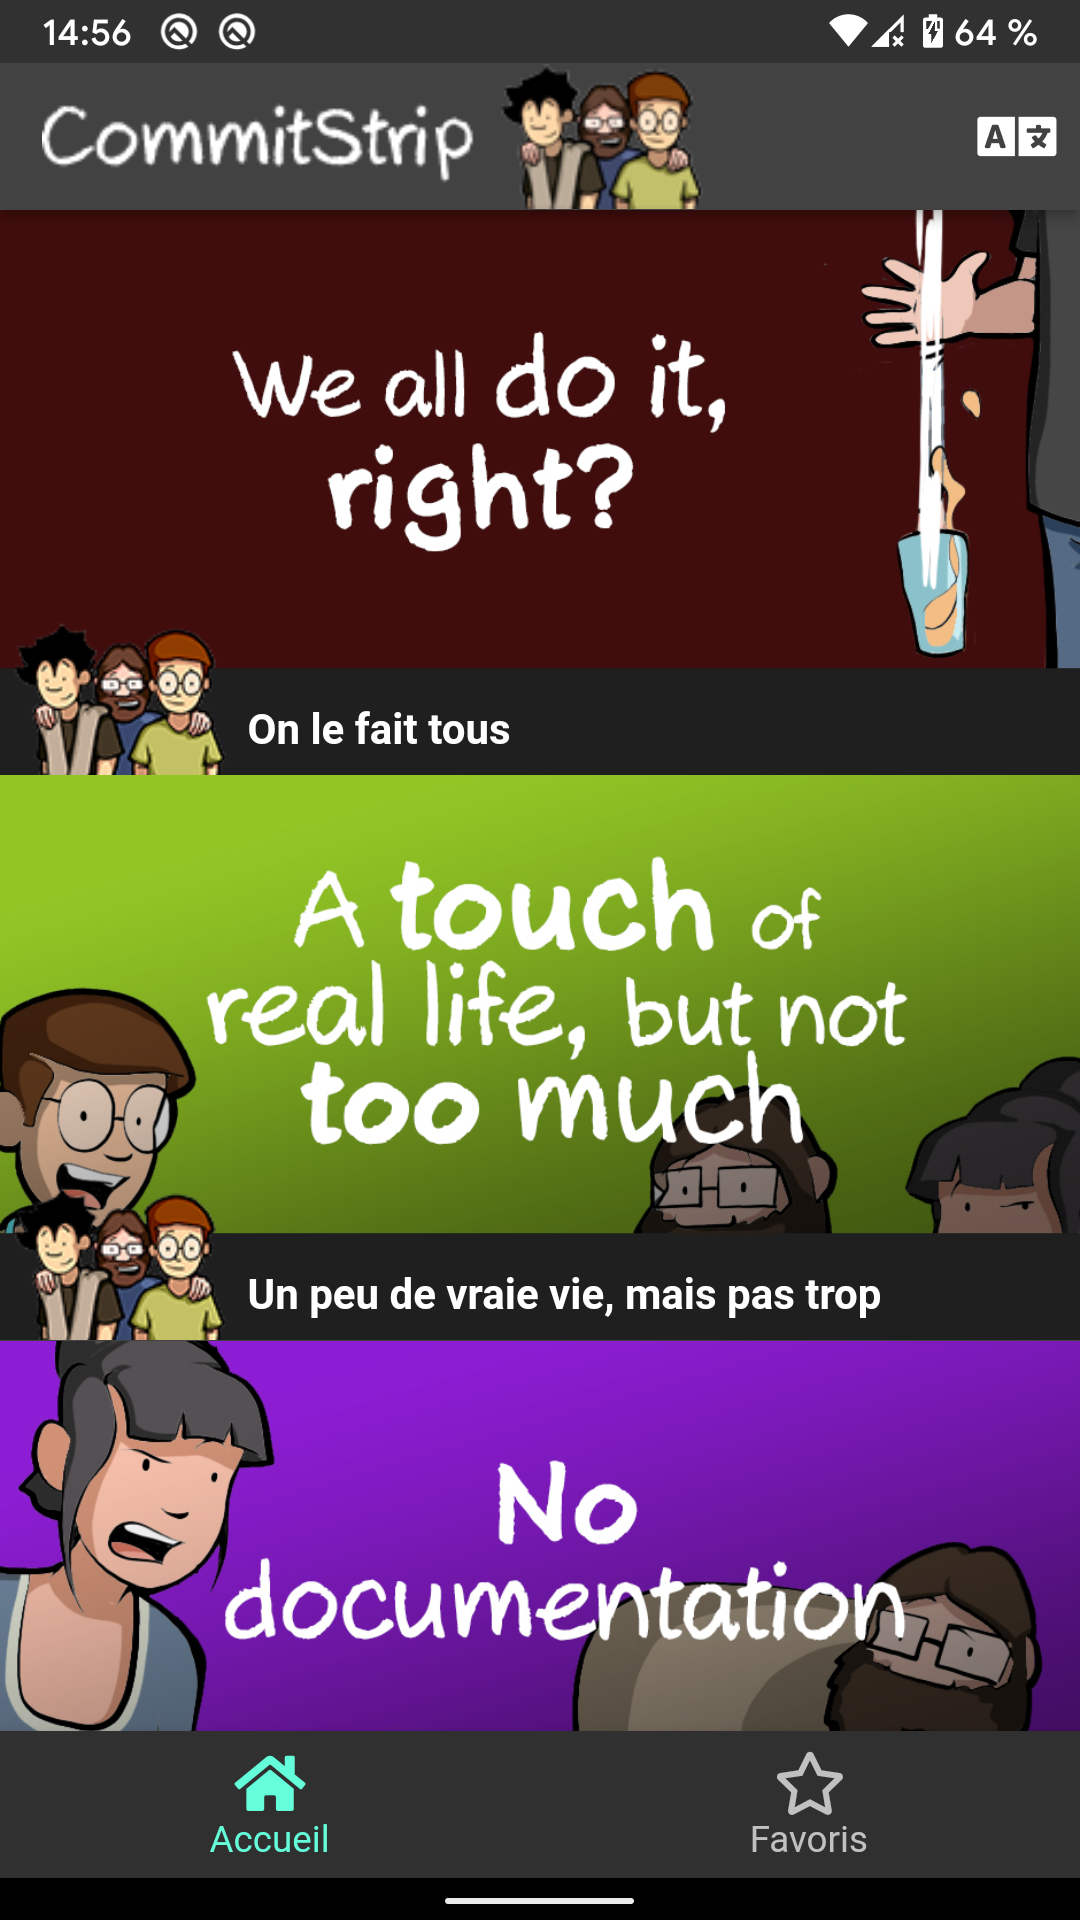 14:56 64 %
CommitStrip A 文
We all do it,
right?
On le fait tous
A touch of
real life, but not
too much
Un peu de vraie vie, mais pas trop
No
documentation
Accueil Favoris